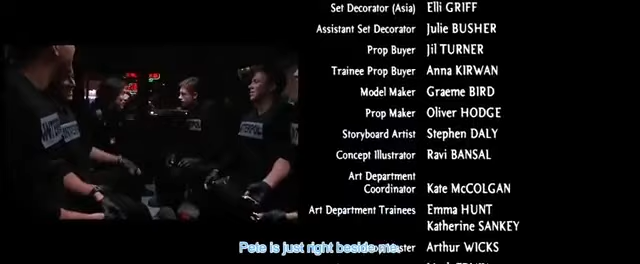 Set Decorator (Asia) Elli GRIFF
Assistant Set Decorator Julie BUSHER
Prop Buyer Jil TURNER
Trainee Prop Buyer Anna KIRWAN
Model Maker Graeme BIRD
Prop Maker Oliver HODGE
Storyboard Artist Stephen DALY
Concept Illustrator Ravi BANSAL
Art Department
Coordinator Kate McCOLGAN
Art Department Trainees Emma HUNT
Katherine SANKEY
Arthur WICKS
Pete is just right beside me.